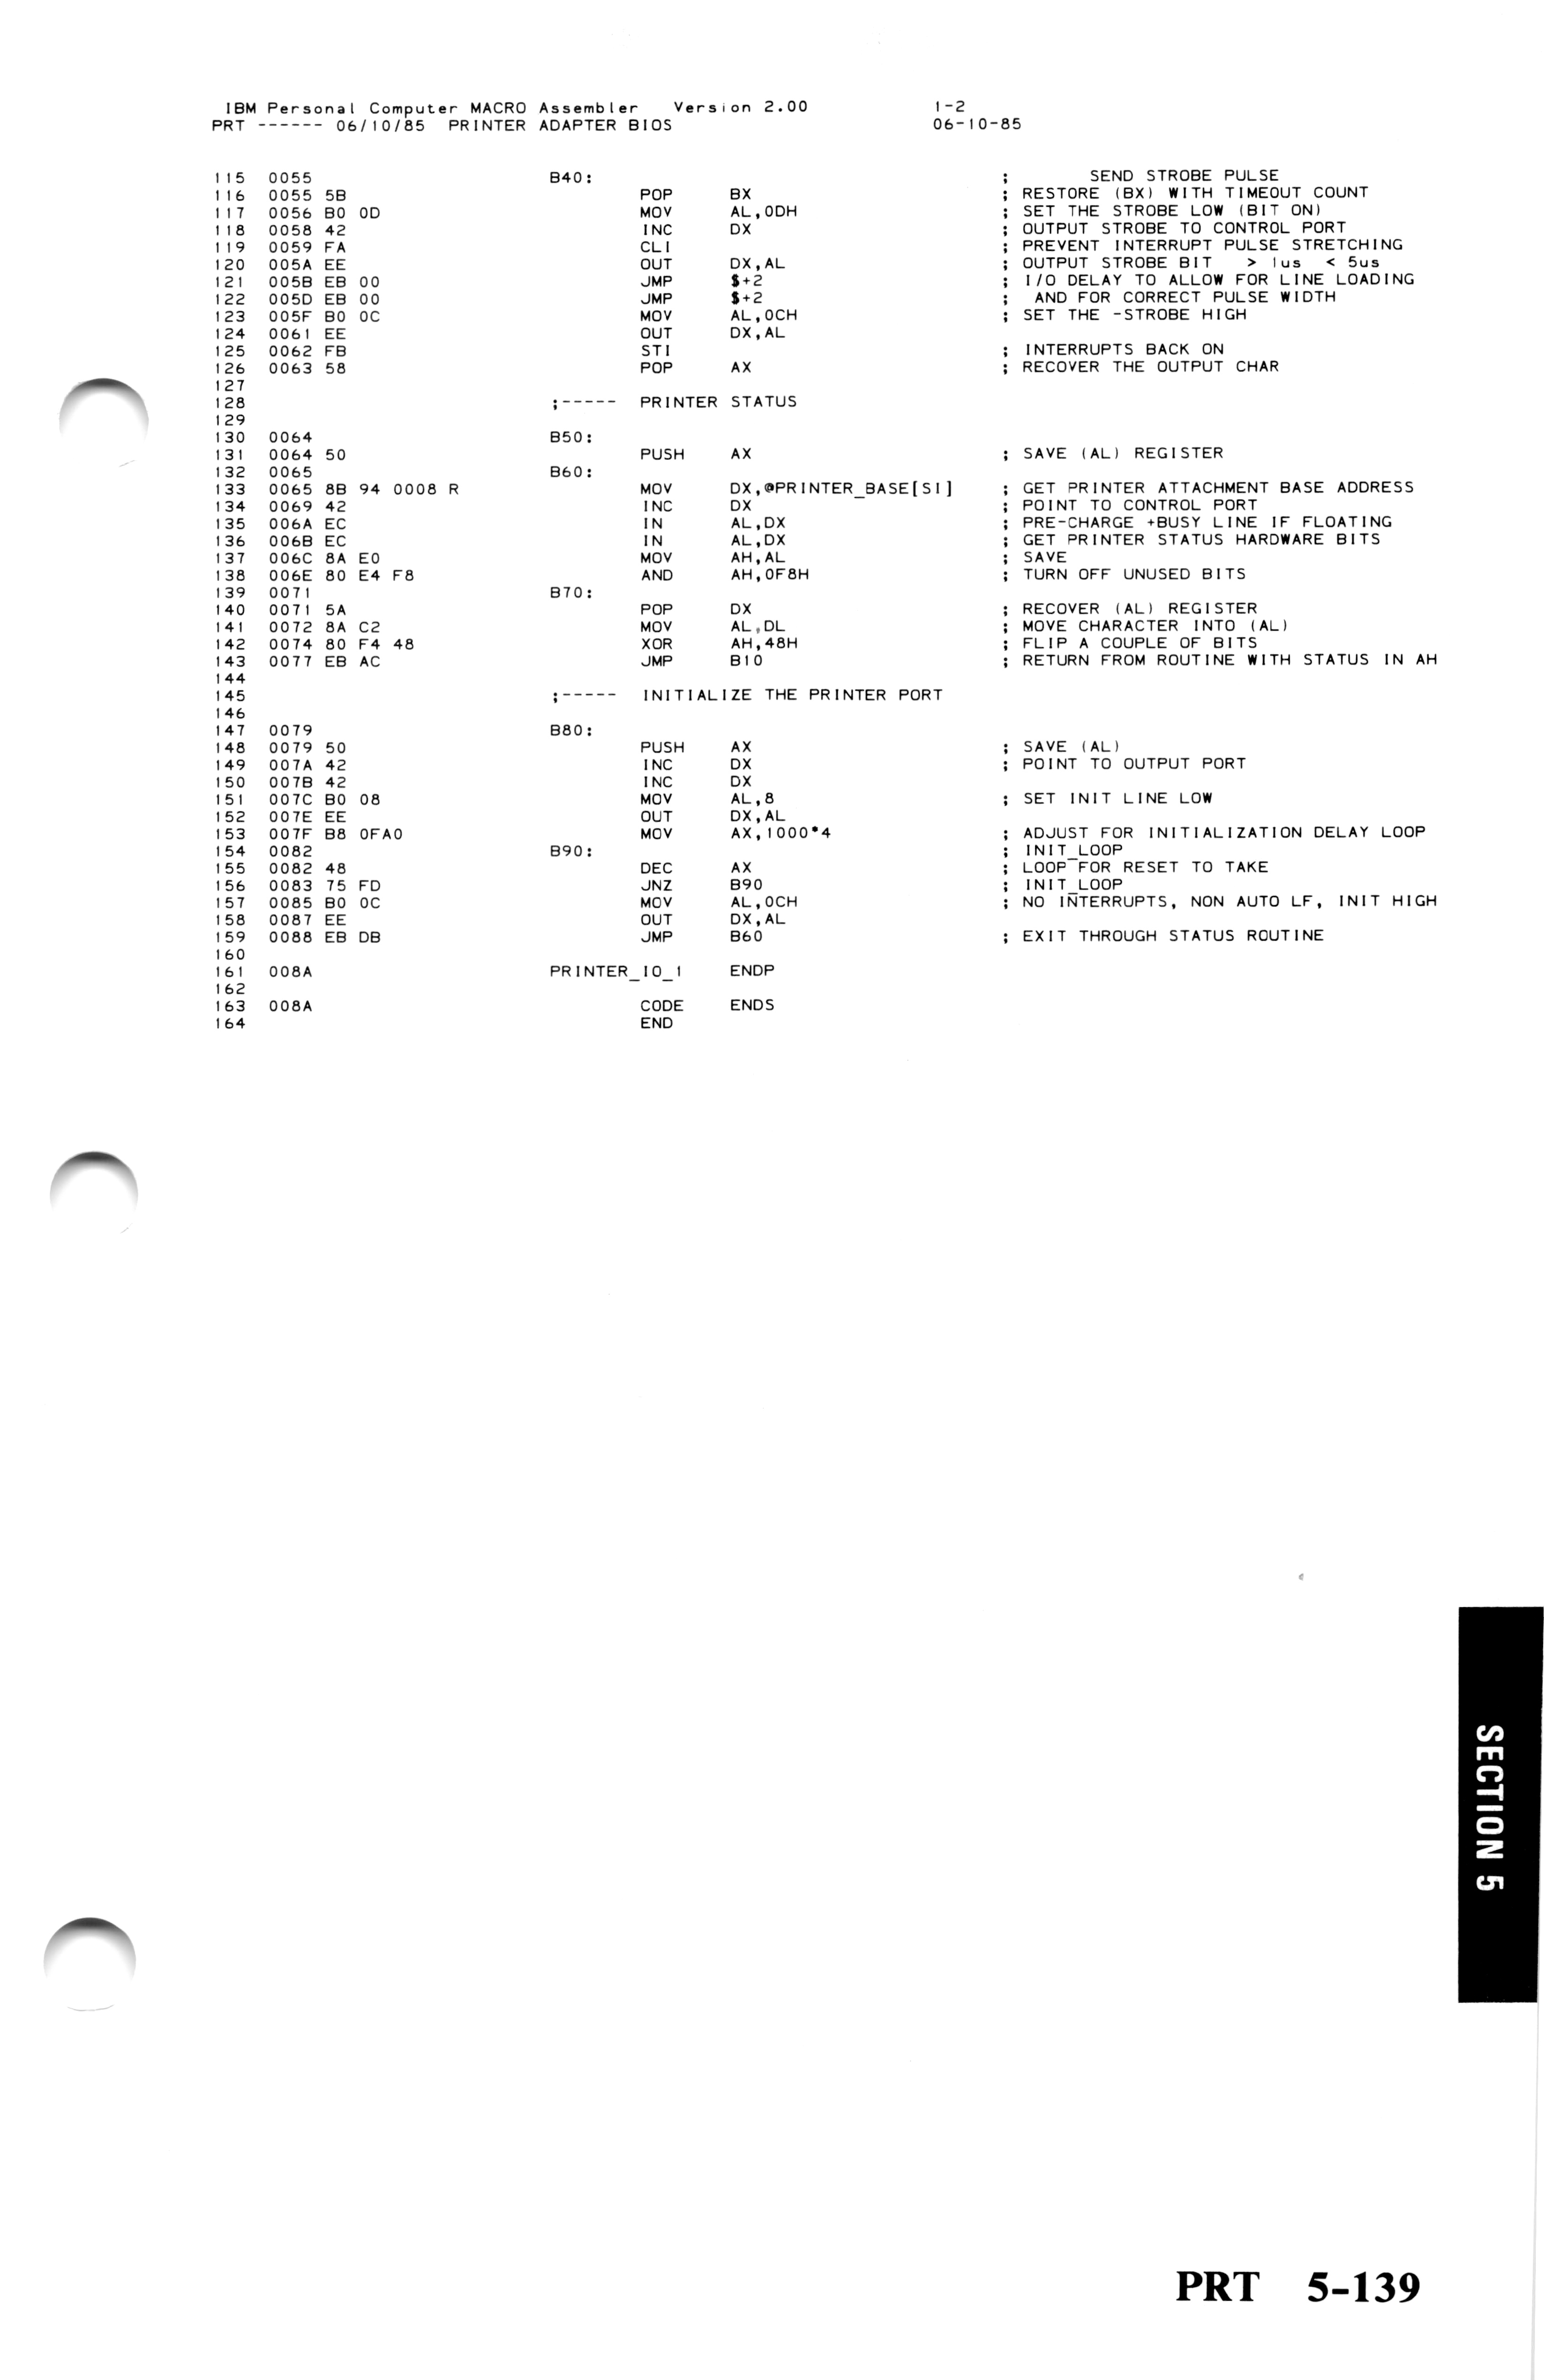 IBM Personal Computer MACRO Assembler   Version 2.00             1-2
PRT ------ 06/10/85  PRINTER ADAPTER BIOS                        06-10-85
115  0055                B40:                            ;       SEND STROBE PULSE
116  0055 5B                     POP     BX              ; RESTORE (BX) WITH TIMEOUT COUNT
117  0056 B0 0D                  MOV     AL,0DH          ; SET THE STROBE LOW (BIT ON)
118  0058 42                     INC     DX              ; OUTPUT STROBE TO CONTROL PORT
119  0059 FA                     CLI                     ; PREVENT INTERRUPT PULSE STRETCHING
120  005A EE                     OUT     DX,AL           ; OUTPUT STROBE BIT   > 1us  < 5us
121  005B EB 00                  JMP     $+2             ; I/O DELAY TO ALLOW FOR LINE LOADING
122  005D EB 00                  JMP     $+2             ;  AND FOR CORRECT PULSE WIDTH
123  005F B0 0C                  MOV     AL,0CH          ; SET THE -STROBE HIGH
124  0061 EE                     OUT     DX,AL
125  0062 FB                     STI                     ; INTERRUPTS BACK ON
126  0063 58                     POP     AX              ; RECOVER THE OUTPUT CHAR
127
128                      ;-----  PRINTER STATUS
129
130  0064                B50:
131  0064 50                     PUSH    AX              ; SAVE (AL) REGISTER
132  0065                B60:
133  0065 8B 94 0008 R           MOV     DX,@PRINTER_BASE[SI]    ; GET PRINTER ATTACHMENT BASE ADDRESS
134  0069 42                     INC     DX              ; POINT TO CONTROL PORT
135  006A EC                     IN      AL,DX           ; PRE-CHARGE +BUSY LINE IF FLOATING
136  006B EC                     IN      AL,DX           ; GET PRINTER STATUS HARDWARE BITS
137  006C 8A E0                  MOV     AH,AL           ; SAVE
138  006E 80 E4 F8               AND     AH,0F8H         ; TURN OFF UNUSED BITS
139  0071                B70:
140  0071 5A                     POP     DX              ; RECOVER (AL) REGISTER
141  0072 8A C2                  MOV     AL,DL           ; MOVE CHARACTER INTO (AL)
142  0074 80 F4 48               XOR     AH,48H          ; FLIP A COUPLE OF BITS
143  0077 EB AC                  JMP     B10             ; RETURN FROM ROUTINE WITH STATUS IN AH
144
145                      ;-----  INITIALIZE THE PRINTER PORT
146
147  0079                B80:
148  0079 50                     PUSH    AX              ; SAVE (AL)
149  007A 42                     INC     DX              ; POINT TO OUTPUT PORT
150  007B 42                     INC     DX
151  007C B0 08                  MOV     AL,8            ; SET INIT LINE LOW
152  007E EE                     OUT     DX,AL
153  007F B8 0FA0                MOV     AX,1000*4       ; ADJUST FOR INITIALIZATION DELAY LOOP
154  0082                B90:                            ; INIT_LOOP
155  0082 48                     DEC     AX              ; LOOP FOR RESET TO TAKE
156  0083 75 FD                  JNZ     B90             ; INIT_LOOP
157  0085 B0 0C                  MOV     AL,0CH          ; NO INTERRUPTS, NON AUTO LF, INIT HIGH
158  0087 EE                     OUT     DX,AL
159  0088 EB DB                  JMP     B60             ; EXIT THROUGH STATUS ROUTINE
160
161  008A                PRINTER_IO_1    ENDP
162
163  008A                        CODE    ENDS
164                              END
SECTION 5
PRT   5-139